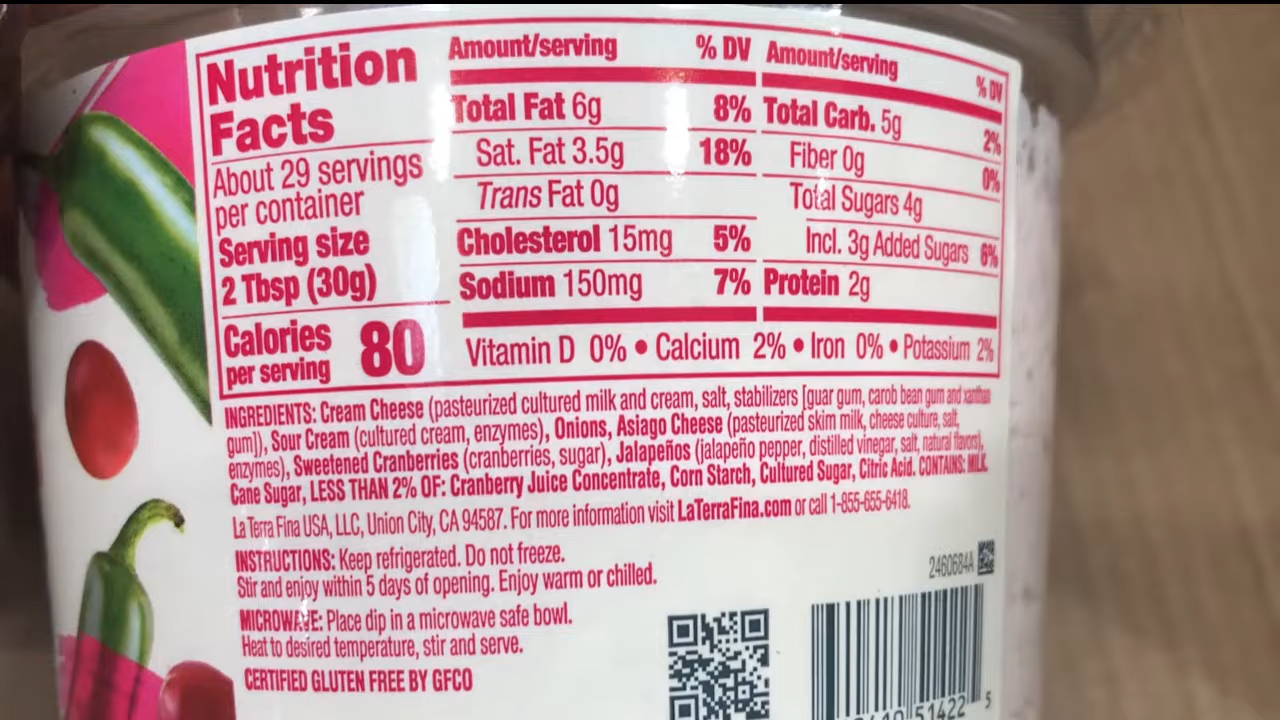 Nutrition
Facts
About 29 servings
per container
Serving size
2 Tbsp (30g)
Calories
per serving 80
Amount/serving % DV
Total Fat 6g 8%
Sat. Fat 3.5g 18%
Trans Fat 0g
Cholesterol 15mg 5%
Sodium 150mg 7%
Amount/serving % DV
Total Carb. 5g 2%
Fiber 0g 0%
Total Sugars 4g
Incl. 3g Added Sugars 6%
Protein 2g
Vitamin D 0% • Calcium 2% • Iron 0% • Potassium 2%
INGREDIENTS: Cream Cheese (pasteurized cultured milk and cream, salt, stabilizers [guar gum, carob bean gum and xanthan
gum]), Sour Cream (cultured cream, enzymes), Onions, Asiago Cheese (pasteurized skim milk, cheese culture, salt,
enzymes), Sweetened Cranberries (cranberries, sugar), Jalapeños (jalapeño pepper, distilled vinegar, salt, natural flavors),
Cane Sugar, LESS THAN 2% OF: Cranberry Juice Concentrate, Corn Starch, Cultured Sugar, Citric Acid. CONTAINS: MILK.
La Terra Fina USA, LLC, Union City, CA 94587. For more information visit LaTerraFina.com or call 1-855-655-6418.
INSTRUCTIONS: Keep refrigerated. Do not freeze.
Stir and enjoy within 5 days of opening. Enjoy warm or chilled.
MICROWAVE: Place dip in a microwave safe bowl.
Heat to desired temperature, stir and serve.
CERTIFIED GLUTEN FREE BY GFCO
2460684A
51422 5